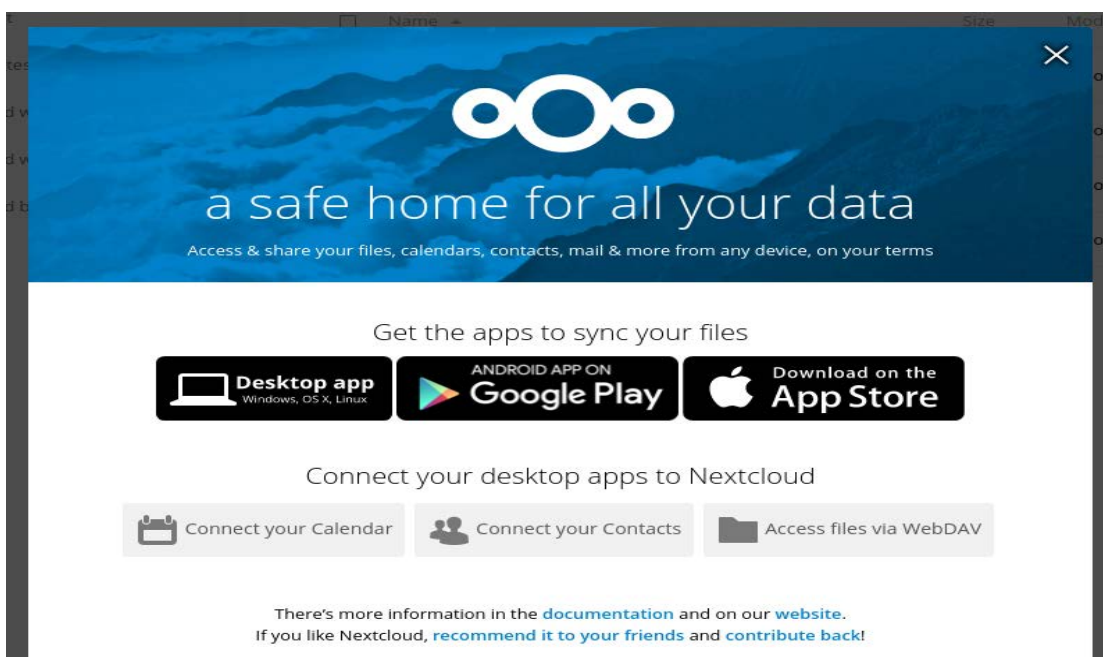 Name
Size
a safe home for all your data
Access & share your files, calendars, contacts, mail & more from any device, on your terms
Get the apps to sync your files
Desktop app
Windows, OS X, Linux
ANDROID APP ON
Google Play
Download on the
App Store
Connect your desktop apps to Nextcloud
Connect your Calendar
Connect your Contacts
Access files via WebDAV
There's more information in the documentation and on our website.
If you like Nextcloud, recommend it to your friends and contribute back!